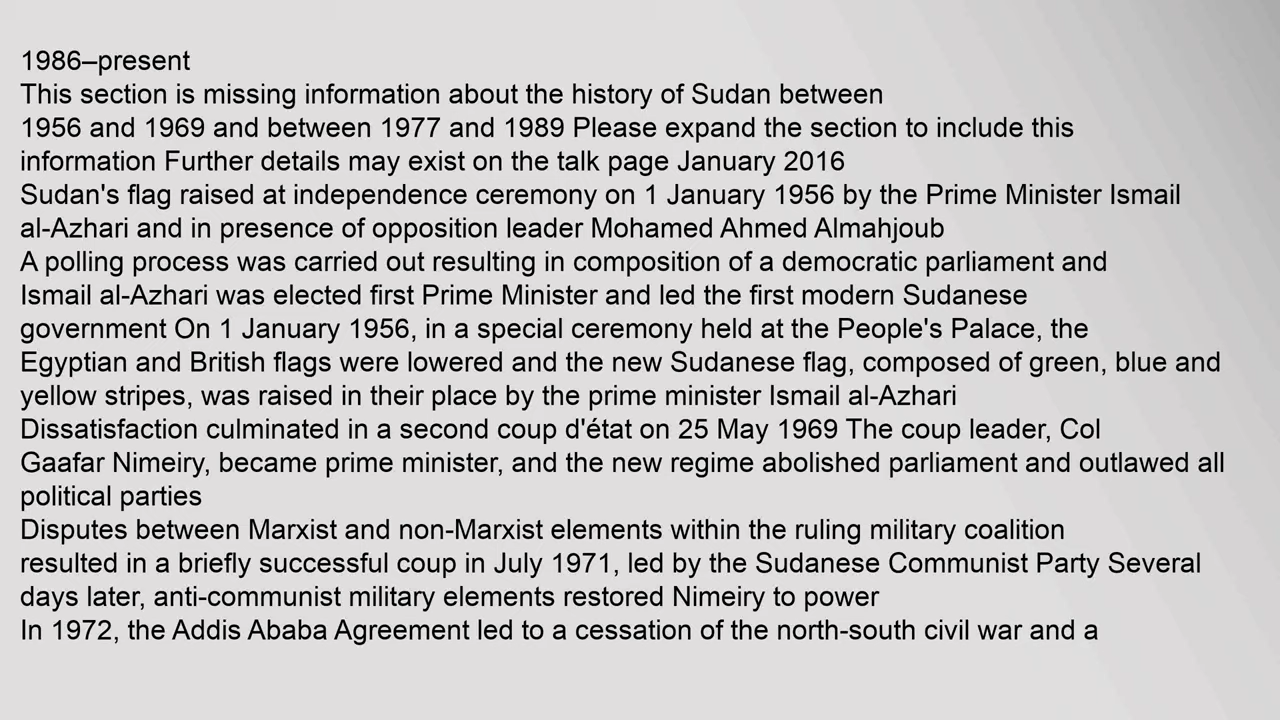 1986–present
This section is missing information about the history of Sudan between
1956 and 1969 and between 1977 and 1989 Please expand the section to include this
information Further details may exist on the talk page January 2016
Sudan's flag raised at independence ceremony on 1 January 1956 by the Prime Minister Ismail
al-Azhari and in presence of opposition leader Mohamed Ahmed Almahjoub
A polling process was carried out resulting in composition of a democratic parliament and
Ismail al-Azhari was elected first Prime Minister and led the first modern Sudanese
government On 1 January 1956, in a special ceremony held at the People's Palace, the
Egyptian and British flags were lowered and the new Sudanese flag, composed of green, blue and
yellow stripes, was raised in their place by the prime minister Ismail al-Azhari
Dissatisfaction culminated in a second coup d'état on 25 May 1969 The coup leader, Col
Gaafar Nimeiry, became prime minister, and the new regime abolished parliament and outlawed all
political parties
Disputes between Marxist and non-Marxist elements within the ruling military coalition
resulted in a briefly successful coup in July 1971, led by the Sudanese Communist Party Several
days later, anti-communist military elements restored Nimeiry to power
In 1972, the Addis Ababa Agreement led to a cessation of the north-south civil war and a